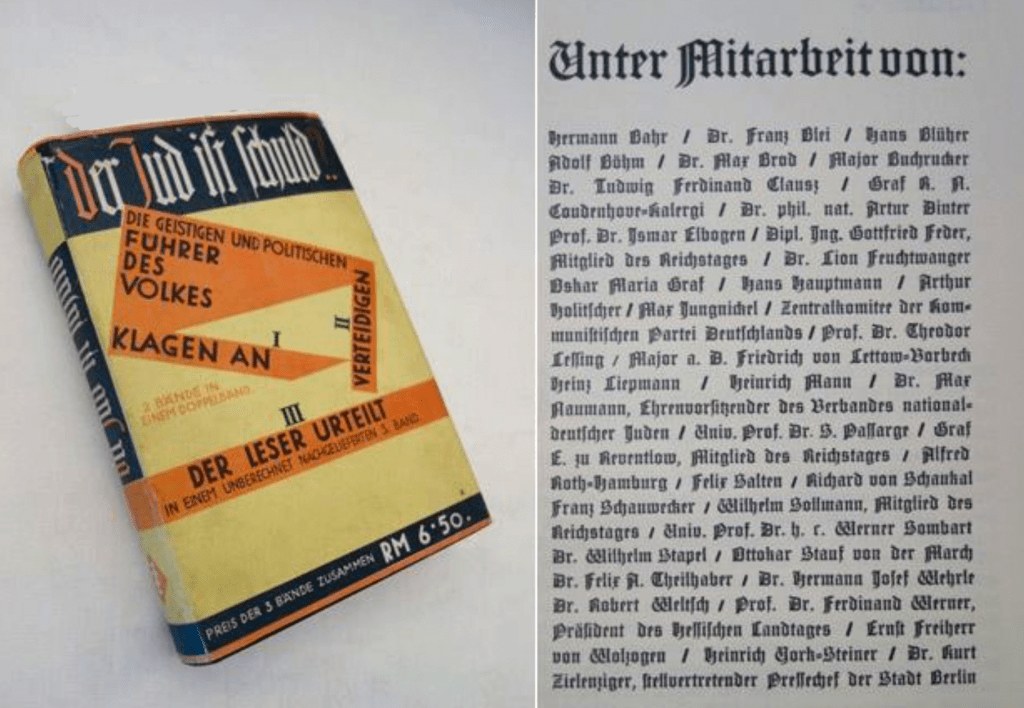 Der Jud ist schuld..?
DIE GEISTIGEN UND POLITISCHEN
FÜHRER
DES
VOLKES
KLAGEN AN
I
II
VERTEIDIGEN
2 BÄNDE IN
EINEM DOPPELBAND
III
DER LESER URTEILT
IN EINEM UNBERECHNET NACHGELIEFERTEN 3. BAND
PREIS DER 3 BÄNDE ZUSAMMEN RM 6·50.
Unter Mitarbeit von:
Hermann Bahr / Dr. Franz Blei / Hans Blüher
Adolf Böhm / Dr. Max Brod / Major Buchrucker
Dr. Ludwig Ferdinand Clausz / Graf R. N.
Coudenhove-Kalergi / Dr. phil. nat. Artur Dinter
Prof. Dr. Ismar Elbogen / Dipl. Ing. Gottfried Feder,
Mitglied des Reichstages / Dr. Lion Feuchtwanger
Oskar Maria Graf / Hans Hauptmann / Arthur
Holitscher / Max Jungnickel / Zentralkomitee der Kom-
munistischen Partei Deutschlands / Prof. Dr. Theodor
Lessing / Major a. D. Friedrich von Lettow-Vorbeck
Heinz Liepmann / Heinrich Mann / Dr. Max
Naumann, Ehrenvorsitzender des Verbandes national-
deutscher Juden / Univ. Prof. Dr. S. Passarge / Graf
E. zu Reventlow, Mitglied des Reichstages / Alfred
Roth-Hamburg / Felix Salten / Richard von Schaukal
Franz Schauwecker / Wilhelm Sollmann, Mitglied des
Reichstages / Univ. Prof. Dr. h. c. Werner Sombart
Dr. Wilhelm Stapel / Ottokar Stauf von der March
Dr. Felix A. Theilhaber / Dr. Hermann Josef Wehrle
Dr. Robert Weltsch / Prof. Dr. Ferdinand Werner,
Präsident des Hessischen Landtages / Ernst Freiherr
von Wolzogen / Heinrich York-Steiner / Dr. Kurt
Zielenziger, stellvertretender Pressechef der Stadt Berlin